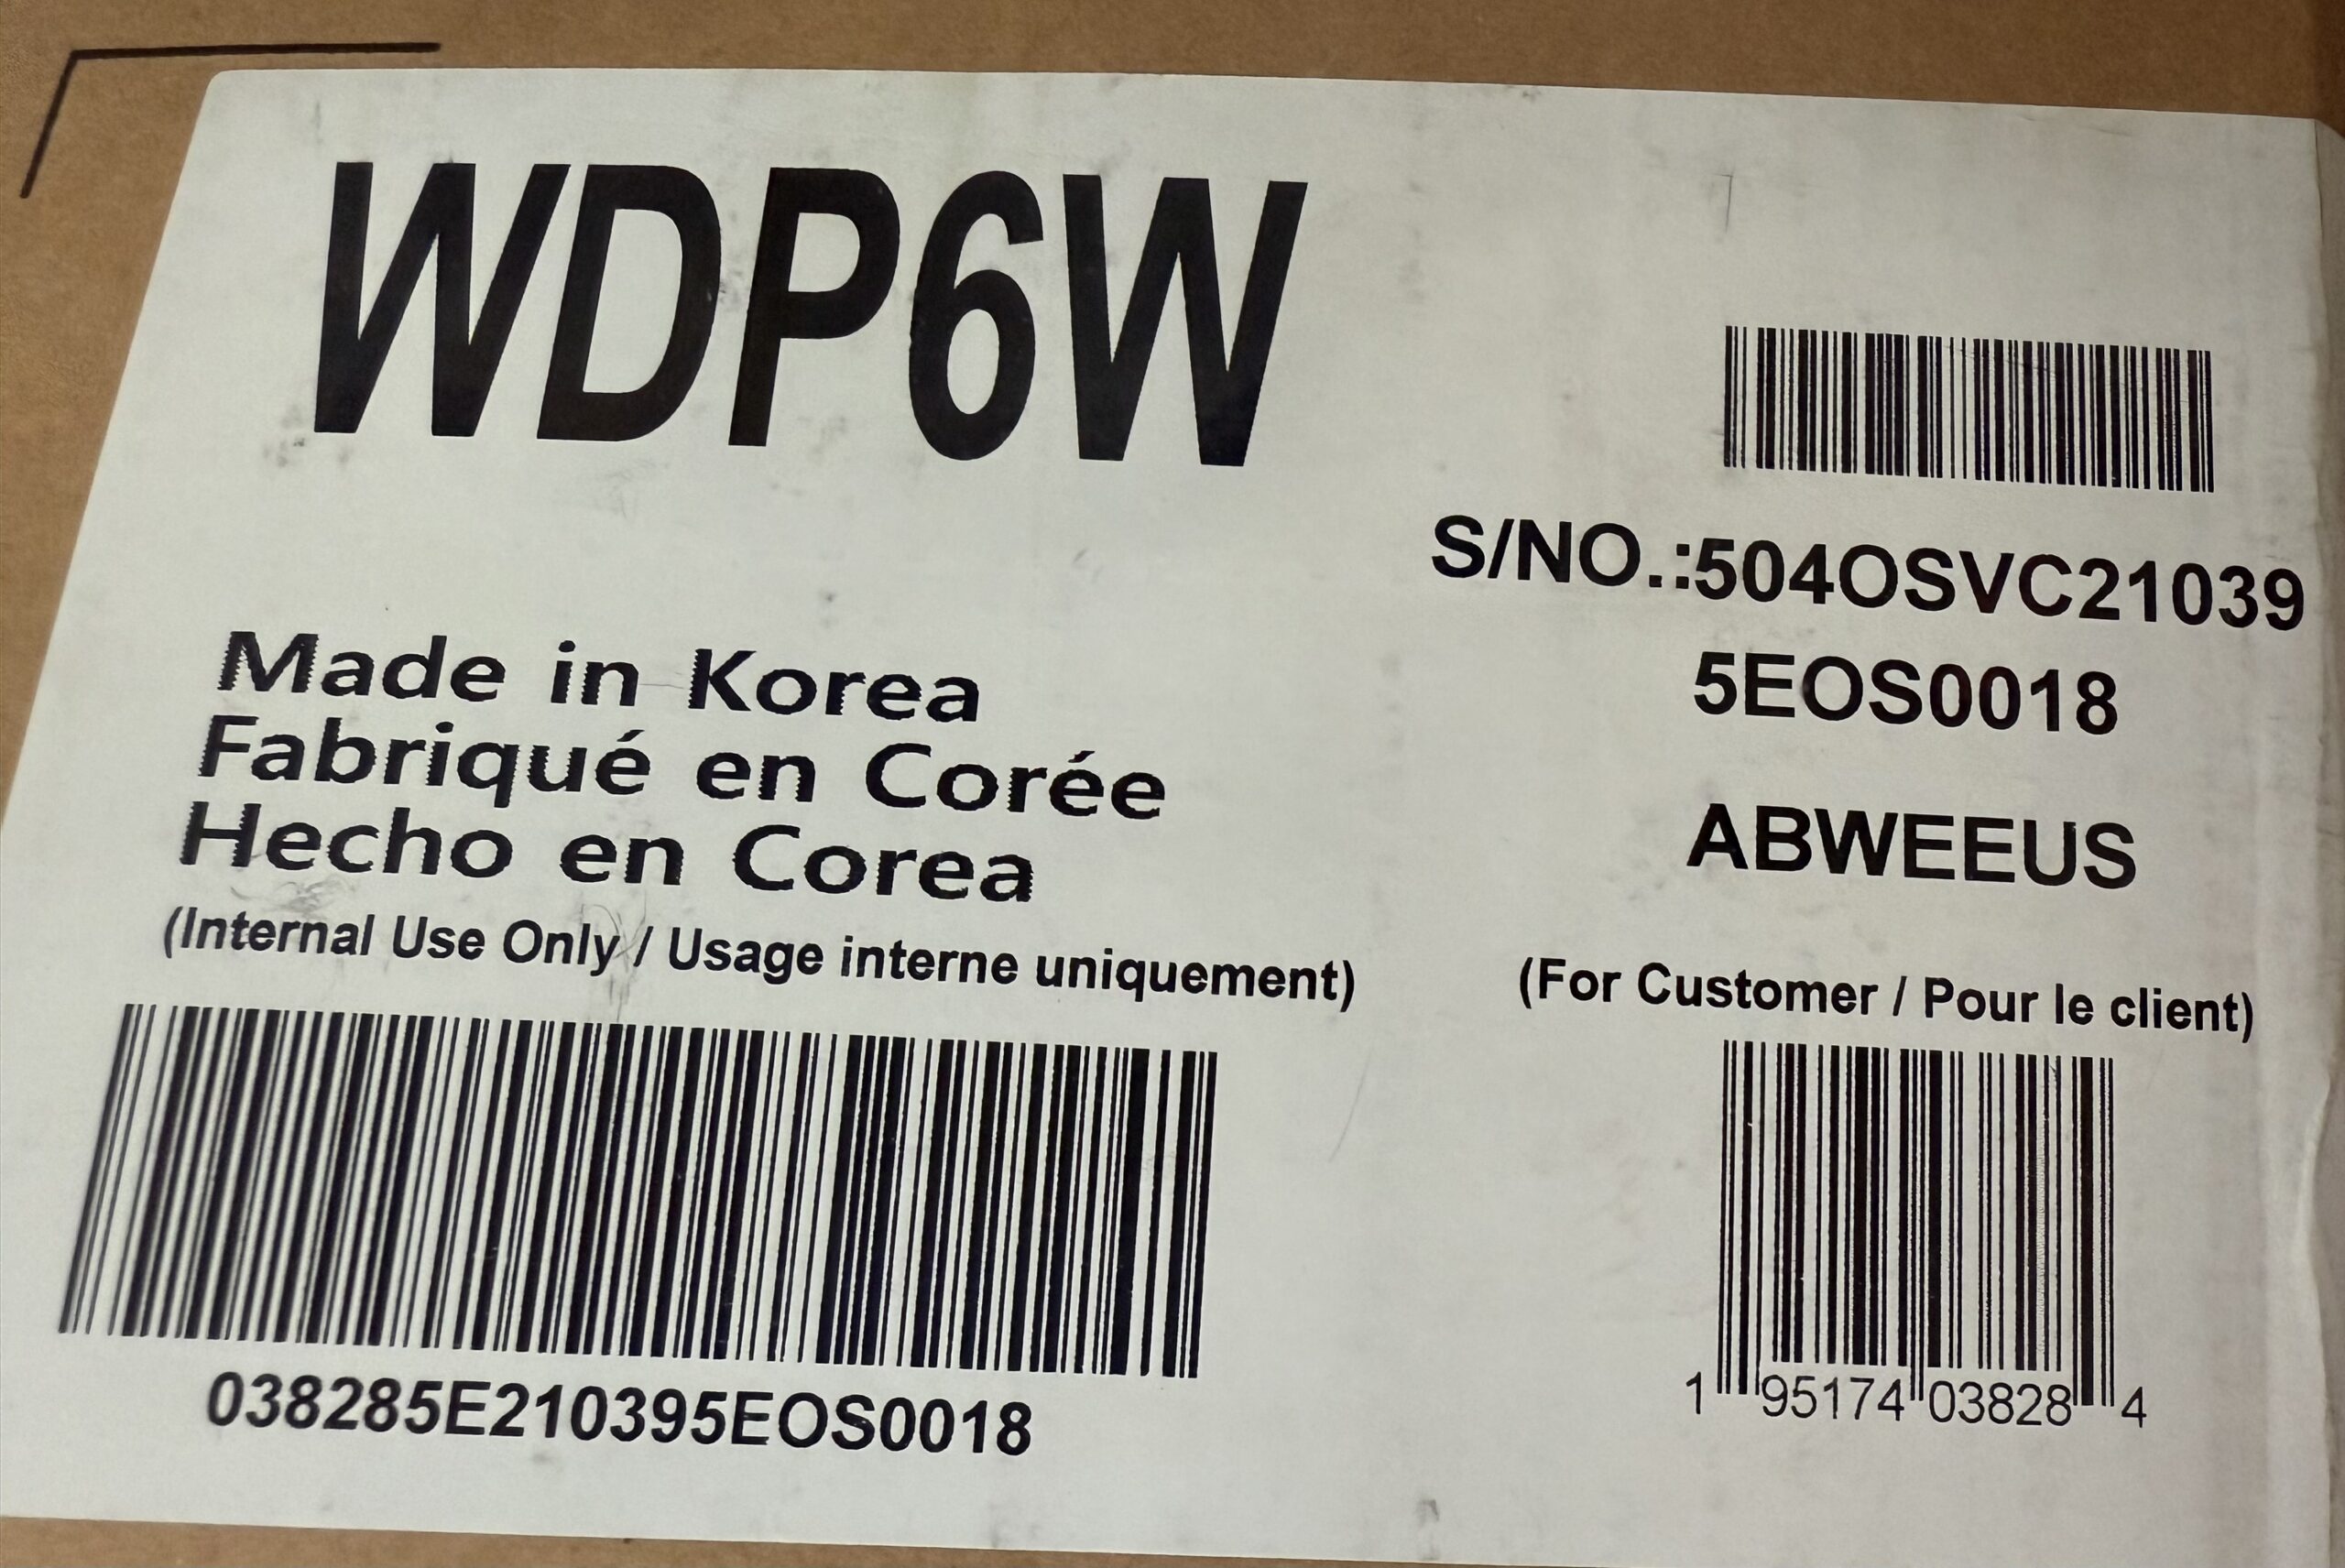 WDP6W
S/NO.:504OSVC21039
5EOS0018
ABWEEUS
Made in Korea
Fabriqué en Corée
Hecho en Corea
(Internal Use Only / Usage interne uniquement)
(For Customer / Pour le client)
038285E210395EOS0018
1 95174 03828 4